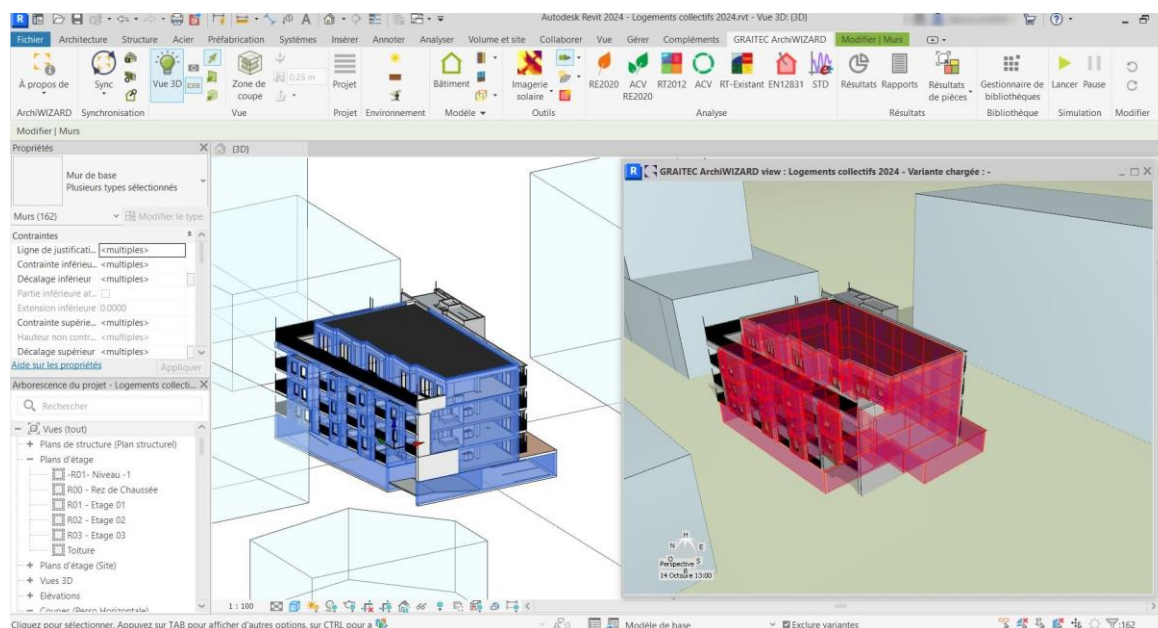 Autodesk Revit 2024 - Logements collectifs 2024.rvt - Vue 3D: {3D}
Fichier Architecture Structure Acier Préfabrication Systèmes Insérer Annoter Analyser Volume et site Collaborer Vue Gérer Compléments GRAITEC ArchiWIZARD Modifier | Murs
À propos de Sync Vue 3D Zone de coupe 0.25 m Projet Bâtiment Imagerie solaire RE2020 ACV RE2020 RT2012 ACV RT-Existant EN12831 STD Résultats Rapports Résultats de pièces Gestionnaire de bibliothèques Lancer Pause
ArchiWIZARD Synchronisation Vue Projet Environnement Modèle Outils Analyse Résultats Bibliothèque Simulation Modifier
Modifier | Murs
Propriétés
{3D}
Mur de base
Plusieurs types sélectionnés
Murs (162) Modifier le type
Contraintes
Ligne de justificati... <multiples>
Contrainte inférieu... <multiples>
Décalage inférieur <multiples>
Partie inférieure at...
Extension inférieure 0.0000
Contrainte supérie... <multiples>
Hauteur non contr... <multiples>
Décalage supérieur <multiples>
Aide sur les propriétés Appliquer
Arborescence du projet - Logements collecti...
Rechercher
Vues (tout)
Plans de structure (Plan structurel)
Plans d'étage
-R01- Niveau -1
R00 - Rez de Chaussée
R01 - Etage 01
R02 - Etage 02
R03 - Etage 03
Toiture
Plans d'étage (Site)
Vues 3D
Elévations
Coupes (Perso Horizontale)
GRAITEC ArchiWIZARD view : Logements collectifs 2024 - Variante chargée : -
H
N E
O S
Perspective
B
14 Octobre 13:00
1 : 100
Cliquez pour sélectionner. Appuyez sur TAB pour afficher d'autres options, sur CTRL pour a
:0 Modèle de base Exclure variantes :162